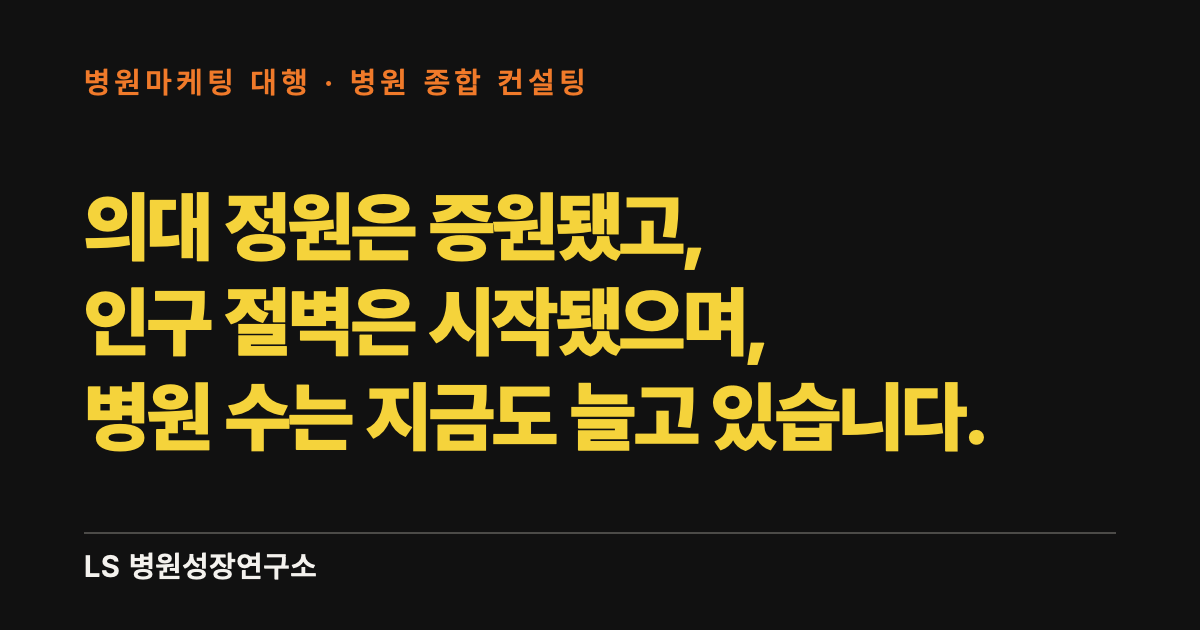 병원마케팅 대행 · 병원 종합 컨설팅
의대 정원은 증원됐고,
인구 절벽은 시작됐으며,
병원 수는 지금도 늘고 있습니다.
LS 병원성장연구소